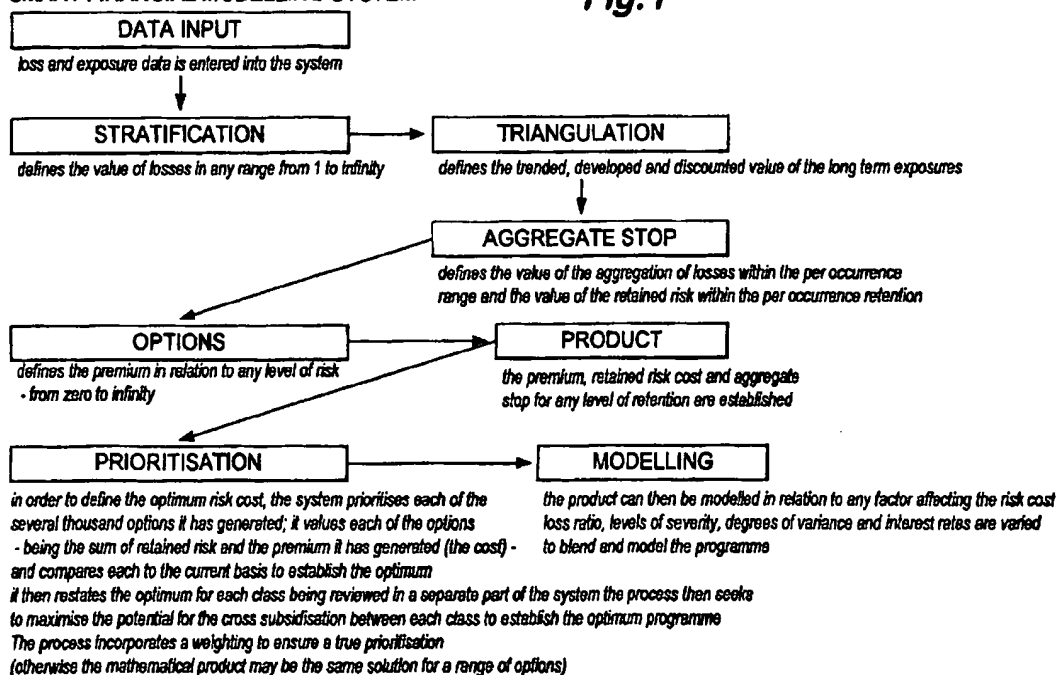 Fig. 1
DATA INPUT
loss and exposure data is entered into the system
STRATIFICATION
defines the value of losses in any range from 1 to infinity
TRIANGULATION
defines the trended, developed and discounted value of the long term exposures
AGGREGATE STOP
defines the value of the aggregation of losses within the per occurrence
range and the value of the retained risk within the per occurrence retention
OPTIONS
defines the premium in relation to any level of risk
- from zero to infinity
PRODUCT
the premium, retained risk cost and aggregate
stop for any level of retention are established
PRIORITISATION
in order to define the optimum risk cost, the system prioritises each of the
several thousand options it has generated; it values each of the options
- being the sum of retained risk and the premium it has generated (the cost) -
and compares each to the current basis to establish the optimum
it then restates the optimum for each class being reviewed in a separate part of the system the process then seeks
to maximise the potential for the cross subsidisation between each class to establish the optimum programme
The process incorporates a weighting to ensure a true prioritisation
(otherwise the mathematical product may be the same solution for a range of options)
MODELLING
the product can then be modelled in relation to any factor affecting the risk cost
loss ratio, levels of severity, degrees of variance and interest rates are varied
to blend and model the programme